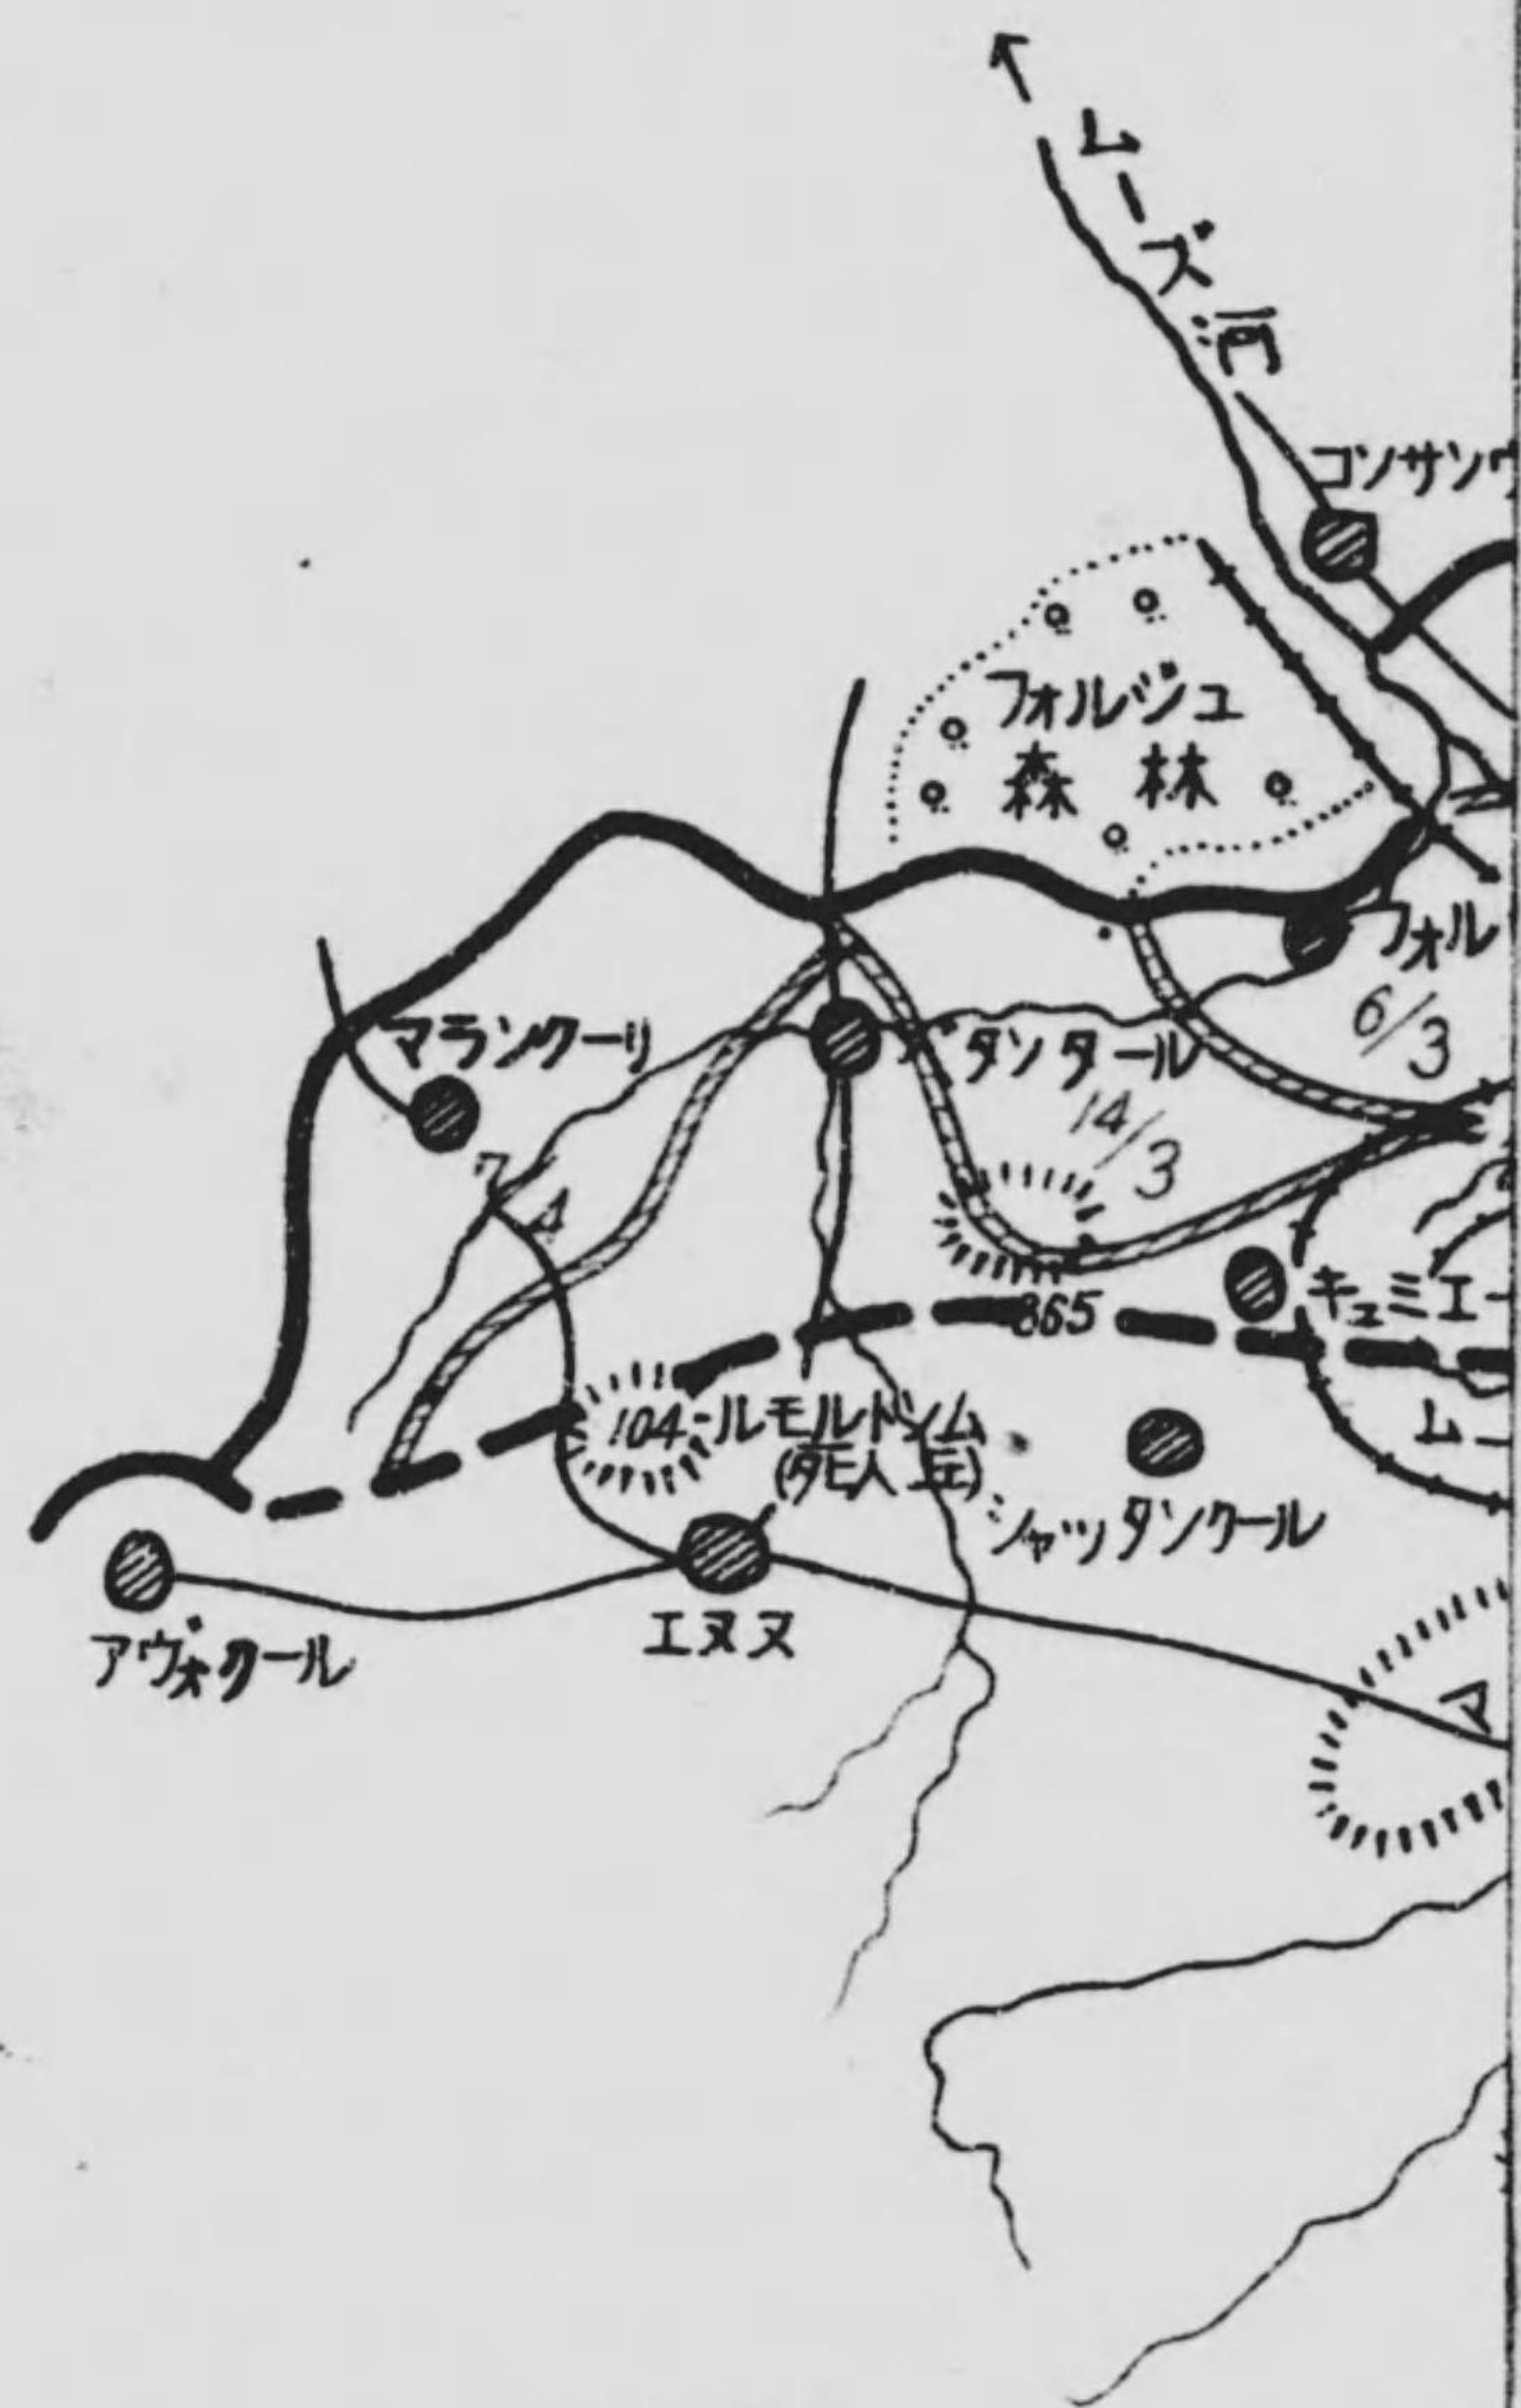 ムーズ河
コンサンヴ
フォルジュ
森林
フォル
6/3
マランクーリ
ベタンクール
14/3
キュミエー
865
104-ルモルドンム
(死人丘)
ム-
シャッタンクール
エヌヌ
アヴォクール
マ